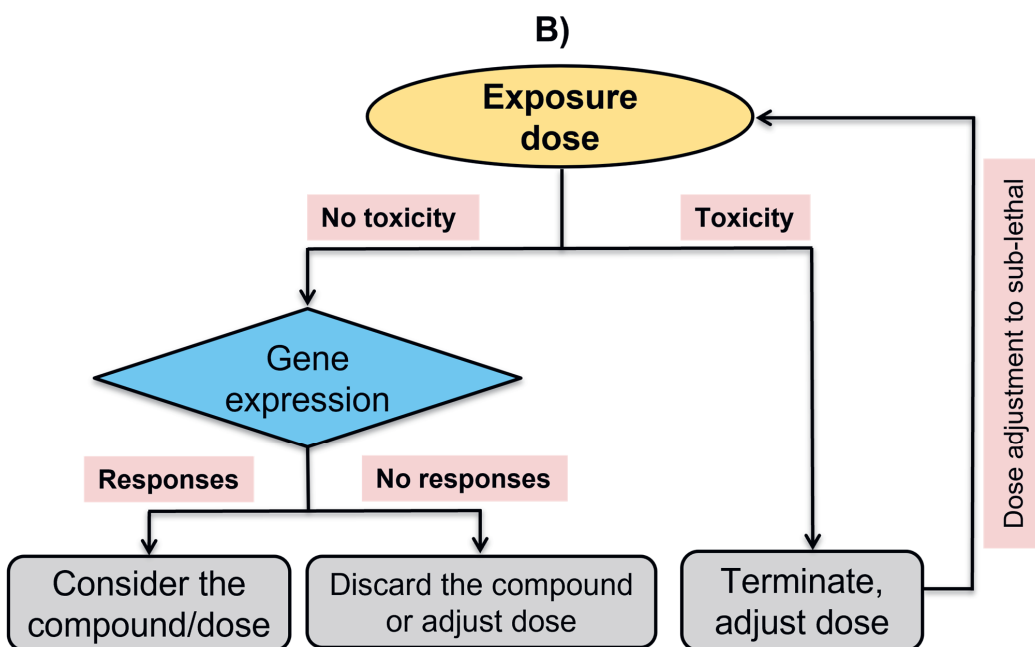 B)
Exposure
dose
No toxicity
Toxicity
Dose adjustment to sub-lethal
Gene
expression
Responses
No responses
Consider the
compound/dose
Discard the compound
or adjust dose
Terminate,
adjust dose